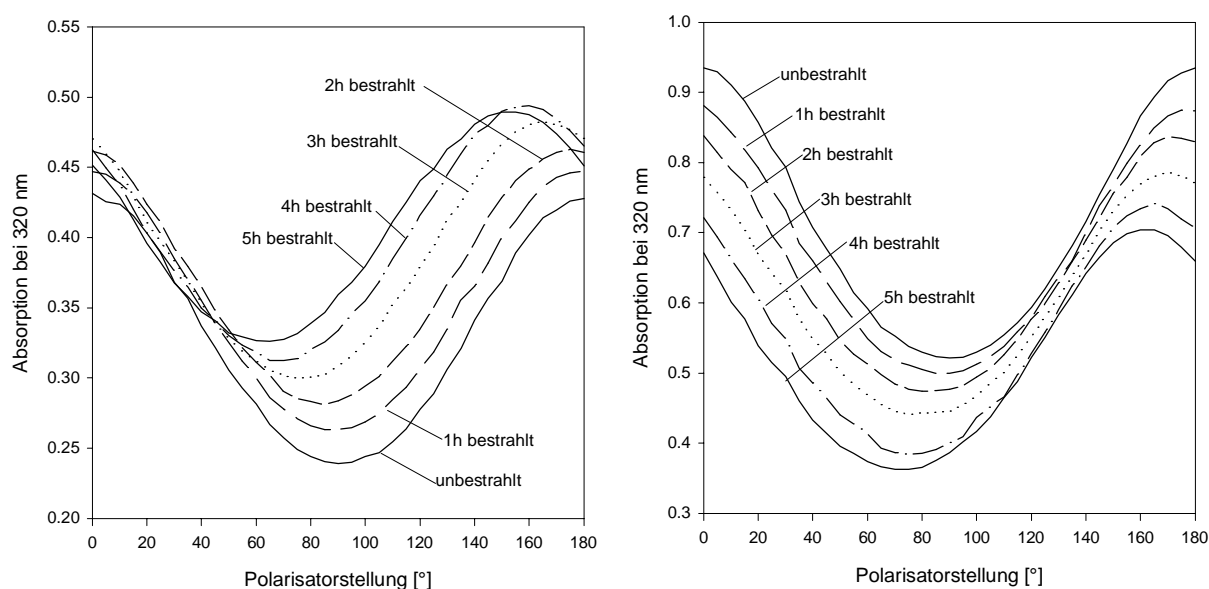 0.55
0.50
0.45
0.40
0.35
0.30
0.25
0.20
Absorption bei 320 nm
2h bestrahlt
3h bestrahlt
4h bestrahlt
5h bestrahlt
1h bestrahlt
unbestrahlt
0 20 40 60 80 100 120 140 160 180
Polarisatorstellung [°]
1.0
0.9
0.8
0.7
0.6
0.5
0.4
0.3
Absorption bei 320 nm
unbestrahlt
1h bestrahlt
2h bestrahlt
3h bestrahlt
4h bestrahlt
5h bestrahlt
0 20 40 60 80 100 120 140 160 180
Polarisatorstellung [°]